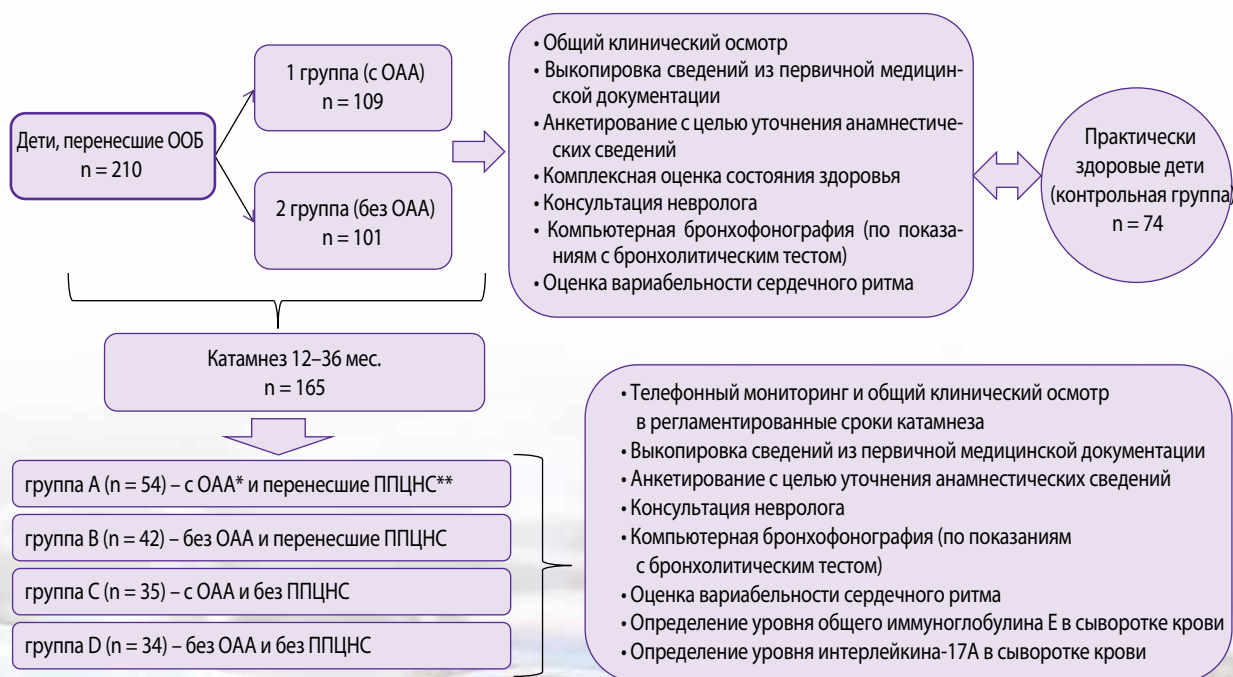 Дети, перенесшие ООБ
n = 210
1 группа (с ОАА)
n = 109
2 группа (без ОАА)
n = 101
• Общий клинический осмотр
• Выкопировка сведений из первичной медицин-
ской документации
• Анкетирование с целью уточнения анамнестиче-
ских сведений
• Комплексная оценка состояния здоровья
• Консультация невролога
• Компьютерная бронхофонография (по показа-
ниям с бронхолитическим тестом)
• Оценка вариабельности сердечного ритма
Практически
здоровые дети
(контрольная группа)
n = 74
Катамнез 12–36 мес.
n = 165
группа А (n = 54) – с ОАА* и перенесшие ППЦНС**
группа В (n = 42) – без ОАА и перенесшие ППЦНС
группа С (n = 35) – с ОАА и без ППЦНС
группа D (n = 34) – без ОАА и без ППЦНС
• Телефонный мониторинг и общий клинический осмотр
в регламентированные сроки катамнеза
• Выкопировка сведений из первичной медицинской документации
• Анкетирование с целью уточнения анамнестических сведений
• Консультация невролога
• Компьютерная бронхофонография (по показаниям
с бронхолитическим тестом)
• Оценка вариабельности сердечного ритма
• Определение уровня общего иммуноглобулина Е в сыворотке крови
• Определение уровня интерлейкина-17А в сыворотке крови